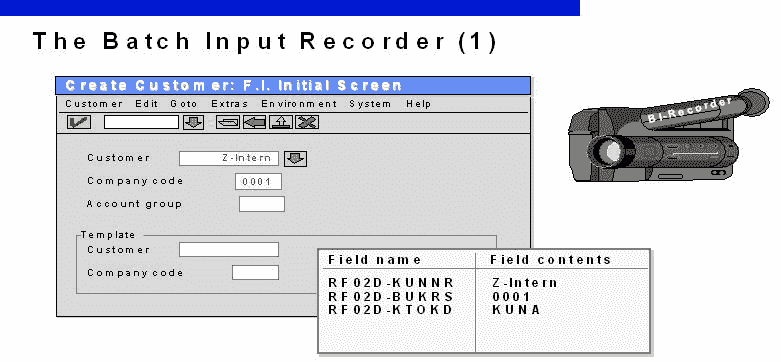 The Batch Input Recorder (1)
Create Customer: F.I. Initial Screen
Customer Edit Goto Extras Environment System Help
BI-Recorder
Customer Z-Intern
Company code 0001
Account group
Template
Customer
Company code
Field name Field contents
RF02D-KUNNR Z-Intern
RF02D-BUKRS 0001
RF02D-KTOKD KUNA